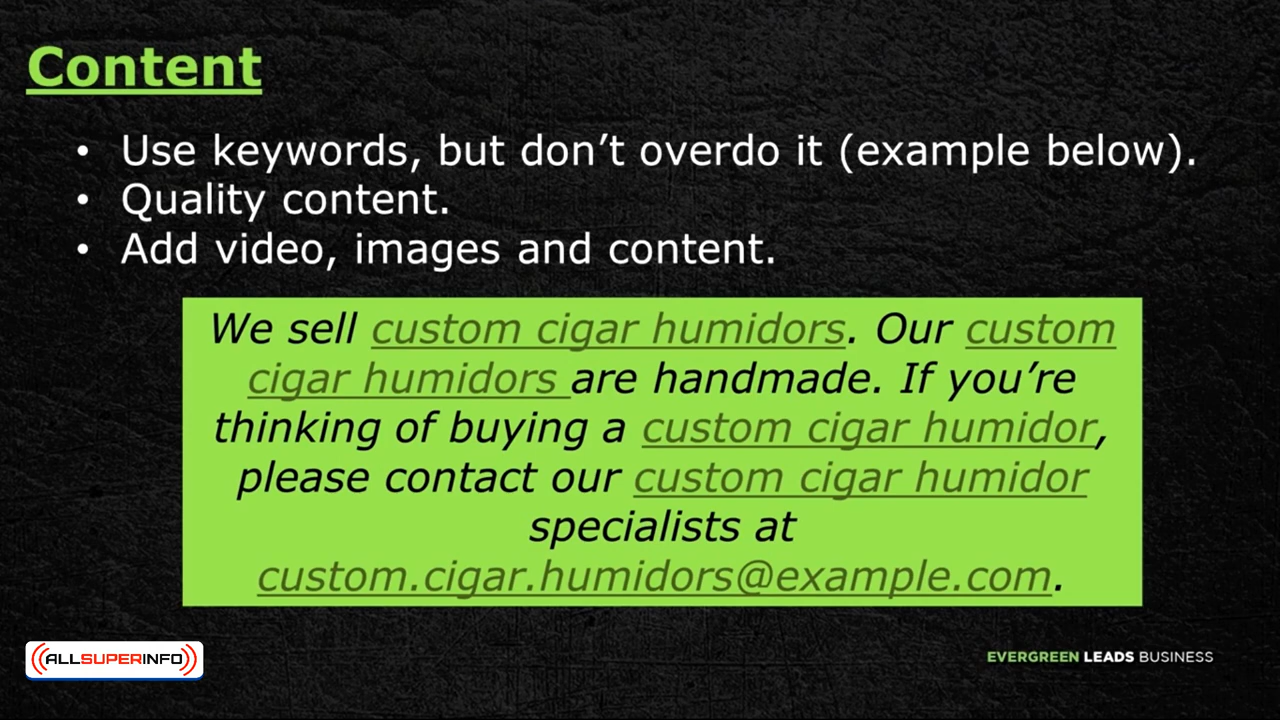 Content
• Use keywords, but don’t overdo it (example below).
• Quality content.
• Add video, images and content.
We sell custom cigar humidors. Our custom
cigar humidors are handmade. If you’re
thinking of buying a custom cigar humidor,
please contact our custom cigar humidor
specialists at
custom.cigar.humidors@example.com.
ALLSUPERINFO
EVERGREEN LEADS BUSINESS